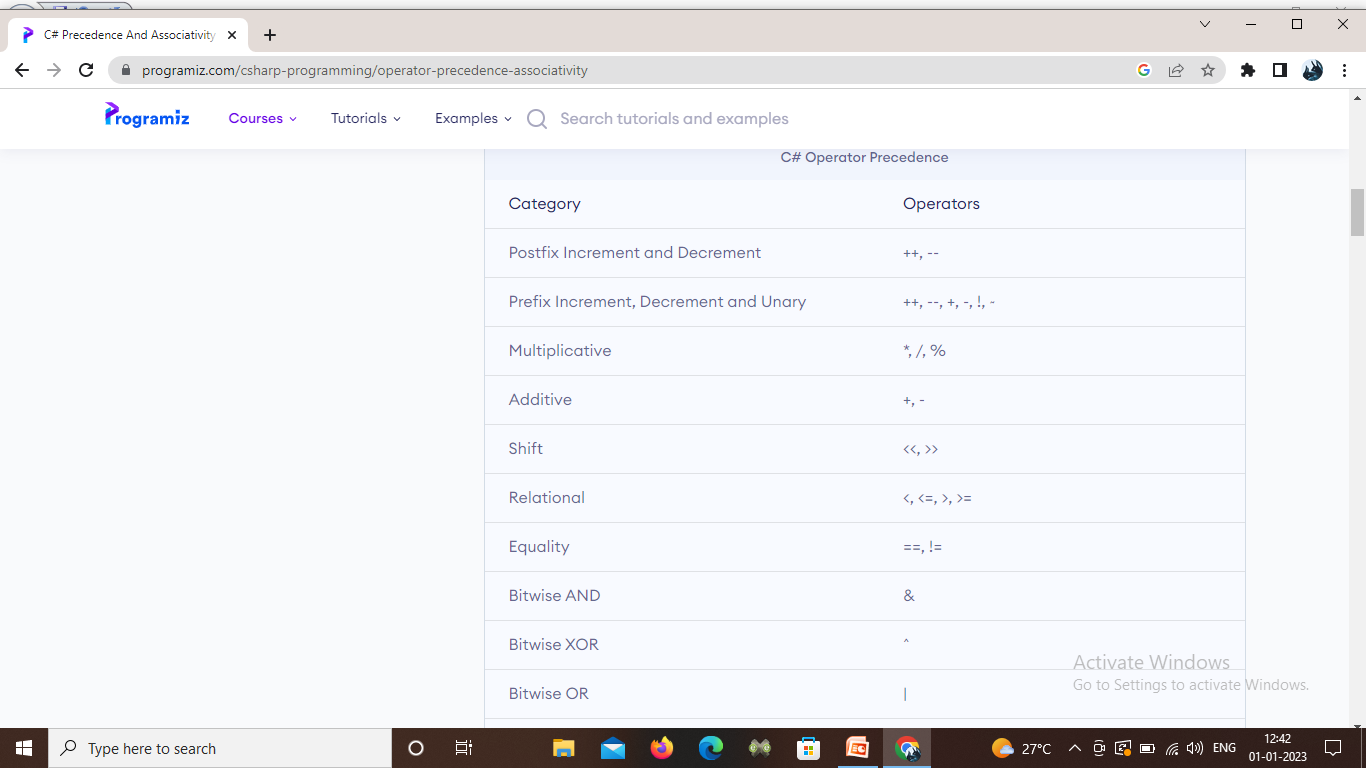 C# Precedence And Associativity
programiz.com/csharp-programming/operator-precedence-associativity
Programiz Courses Tutorials Examples Search tutorials and examples
C# Operator Precedence
Category Operators
Postfix Increment and Decrement ++, --
Prefix Increment, Decrement and Unary ++, --, +, -, !, ~
Multiplicative *, /, %
Additive +, -
Shift <<, >>
Relational <, <=, >, >=
Equality ==, !=
Bitwise AND &
Bitwise XOR ^
Bitwise OR |
Activate Windows
Go to Settings to activate Windows.
Type here to search
27°C
ENG
12:42
01-01-2023